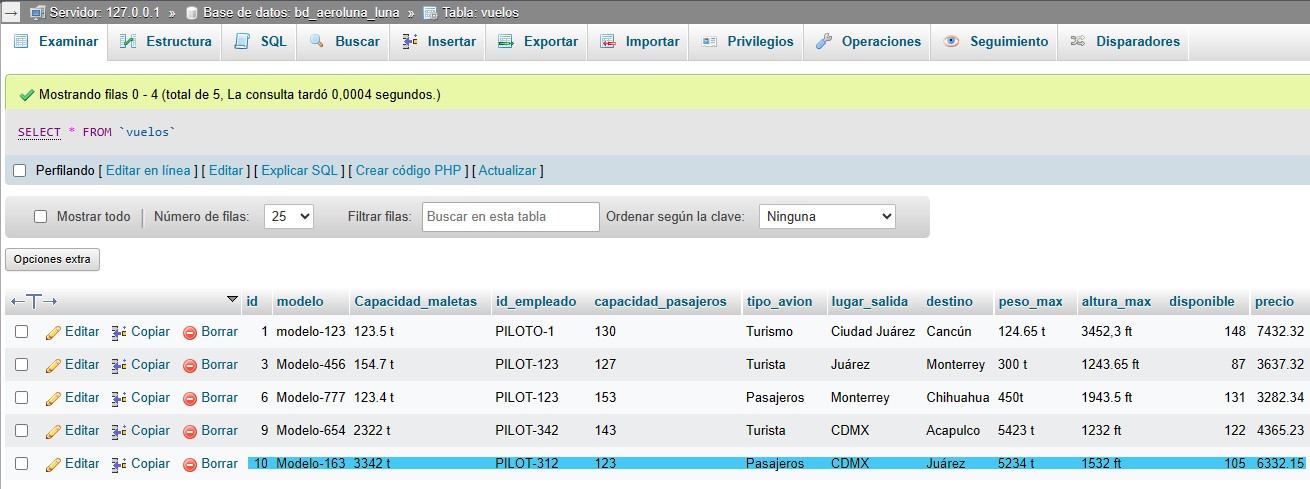 Servidor: 127.0.0.1 » Base de datos: bd_aeroluna_luna » Tabla: vuelos
Examinar Estructura SQL Buscar Insertar Exportar Importar Privilegios Operaciones Seguimiento Disparadores
Mostrando filas 0 - 4 (total de 5, La consulta tardó 0,0004 segundos.)
SELECT * FROM `vuelos`
Perfilando [ Editar en línea ] [ Editar ] [ Explicar SQL ] [ Crear código PHP ] [ Actualizar ]
Mostrar todo | Número de filas: 25 Filtrar filas: Buscar en esta tabla Ordenar según la clave: Ninguna
Opciones extra
←T→ id modelo Capacidad_maletas id_empleado capacidad_pasajeros tipo_avion lugar_salida destino peso_max altura_max disponible precio
Editar Copiar Borrar 1 modelo-123 123.5 t PILOTO-1 130 Turismo Ciudad Juárez Cancún 124.65 t 3452,3 ft 148 7432.32
Editar Copiar Borrar 3 Modelo-456 154.7 t PILOT-123 127 Turista Juárez Monterrey 300 t 1243.65 ft 87 3637.32
Editar Copiar Borrar 6 Modelo-777 123.4 t PILOT-123 153 Pasajeros Monterrey Chihuahua 450t 1943.5 ft 131 3282.34
Editar Copiar Borrar 9 Modelo-654 2322 t PILOT-342 143 Turista CDMX Acapulco 5423 t 1232 ft 122 4365.23
Editar Copiar Borrar 10 Modelo-163 3342 t PILOT-312 123 Pasajeros CDMX Juárez 5234 t 1532 ft 105 6332.15